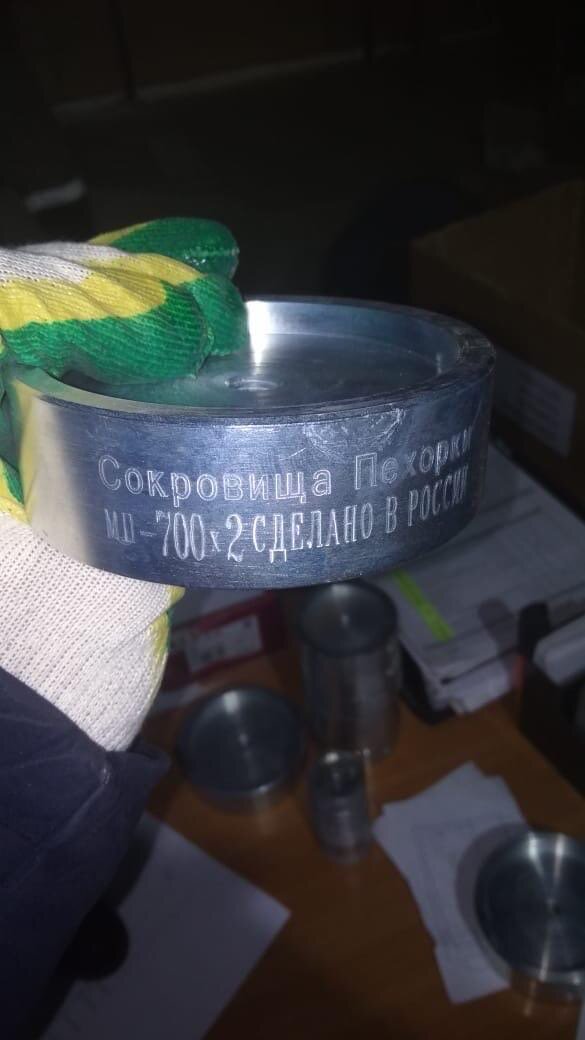 Сокровища Пехорки
МП-700х2 СДЕЛАНО В РОССИИ